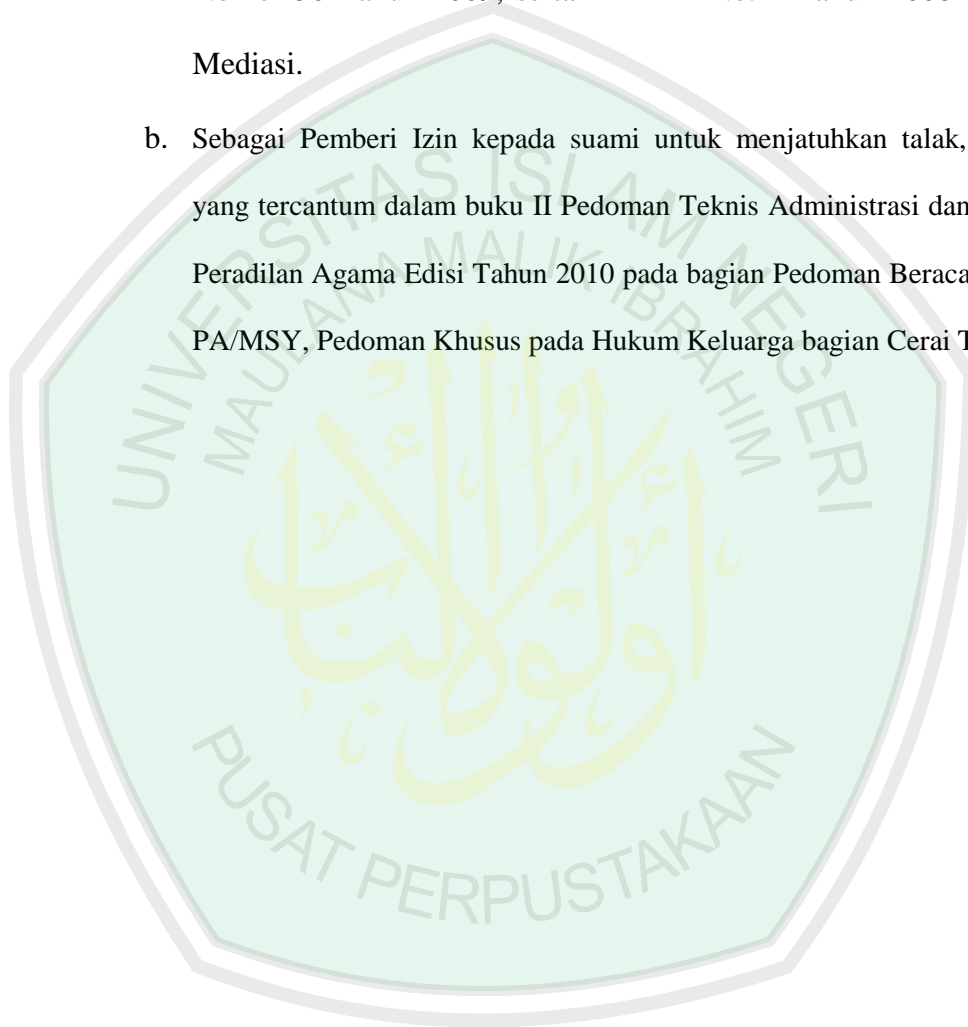 Mediasi.
b. Sebagai Pemberi Izin kepada suami untuk menjatuhkan talak,
yang tercantum dalam buku II Pedoman Teknis Administrasi dan
Peradilan Agama Edisi Tahun 2010 pada bagian Pedoman Beraca
PA/MSY, Pedoman Khusus pada Hukum Keluarga bagian Cerai T
UNIVERSITAS ISLAM NEGERI
MAULANA MALIK IBRAHIM
أولوا الألباب
PUSAT PERPUSTAKAAN